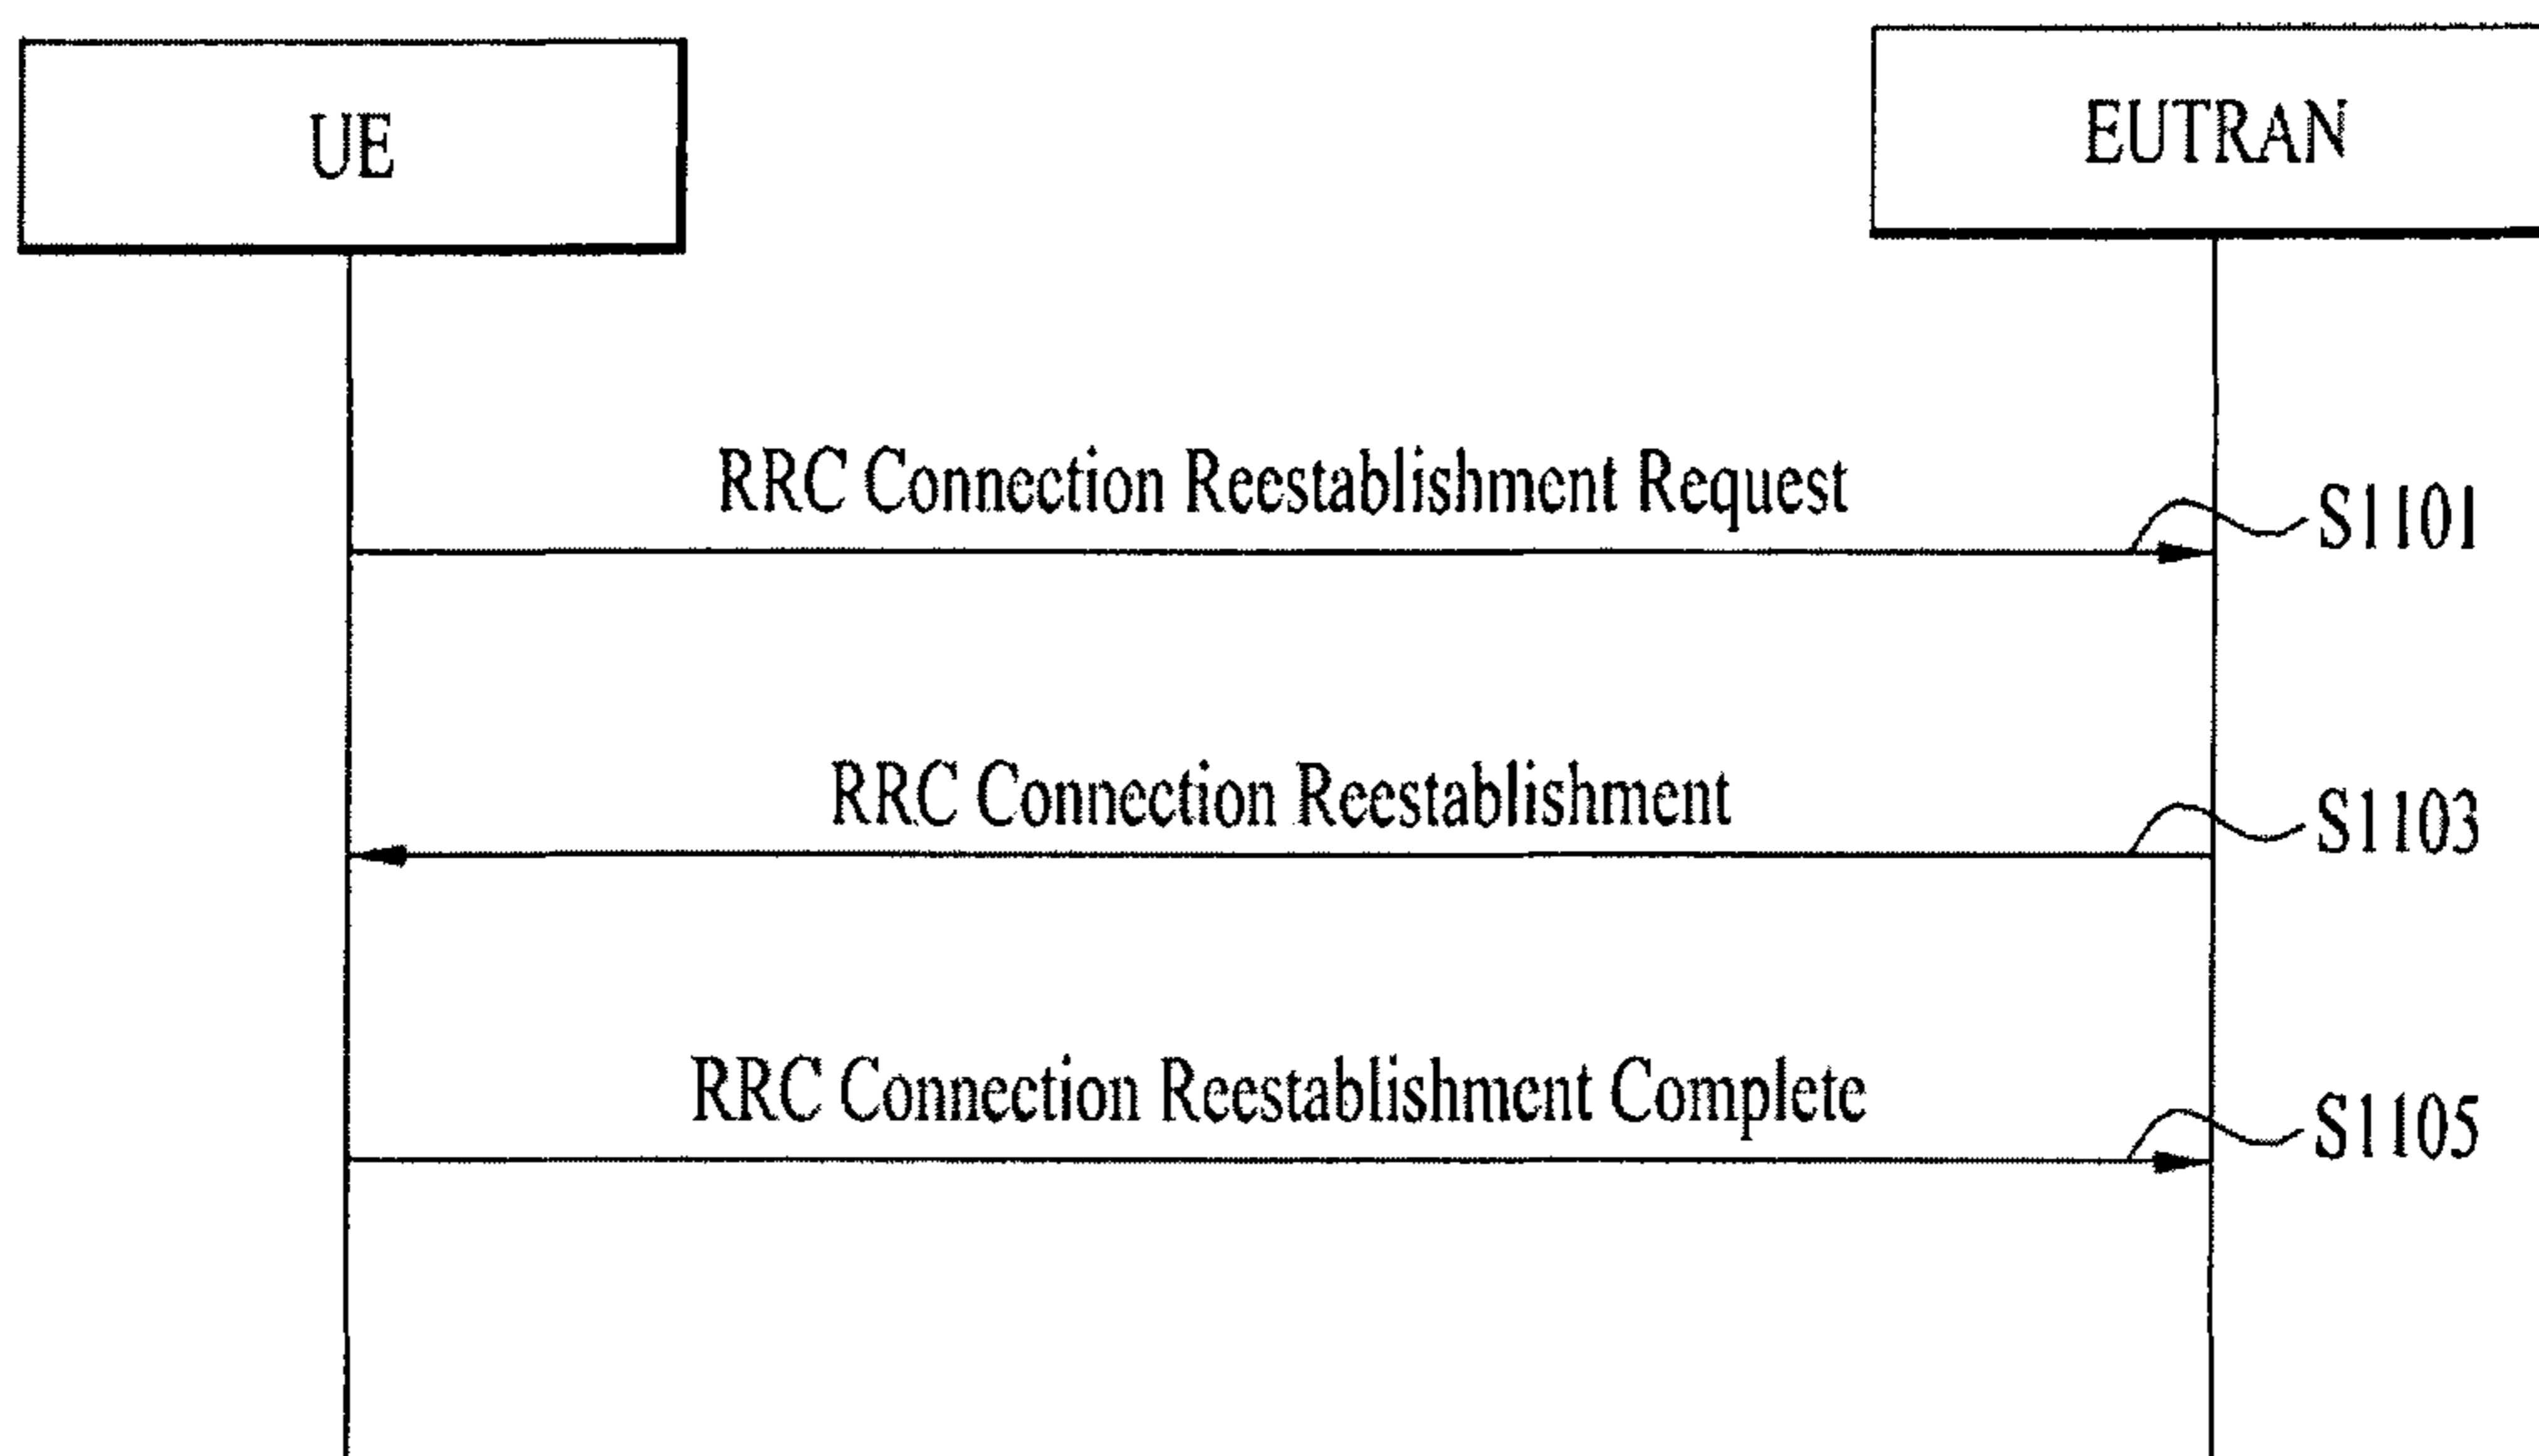 UE
EUTRAN
RRC Connection Reestablishment Request
S1101
RRC Connection Reestablishment
S1103
RRC Connection Reestablishment Complete
S1105